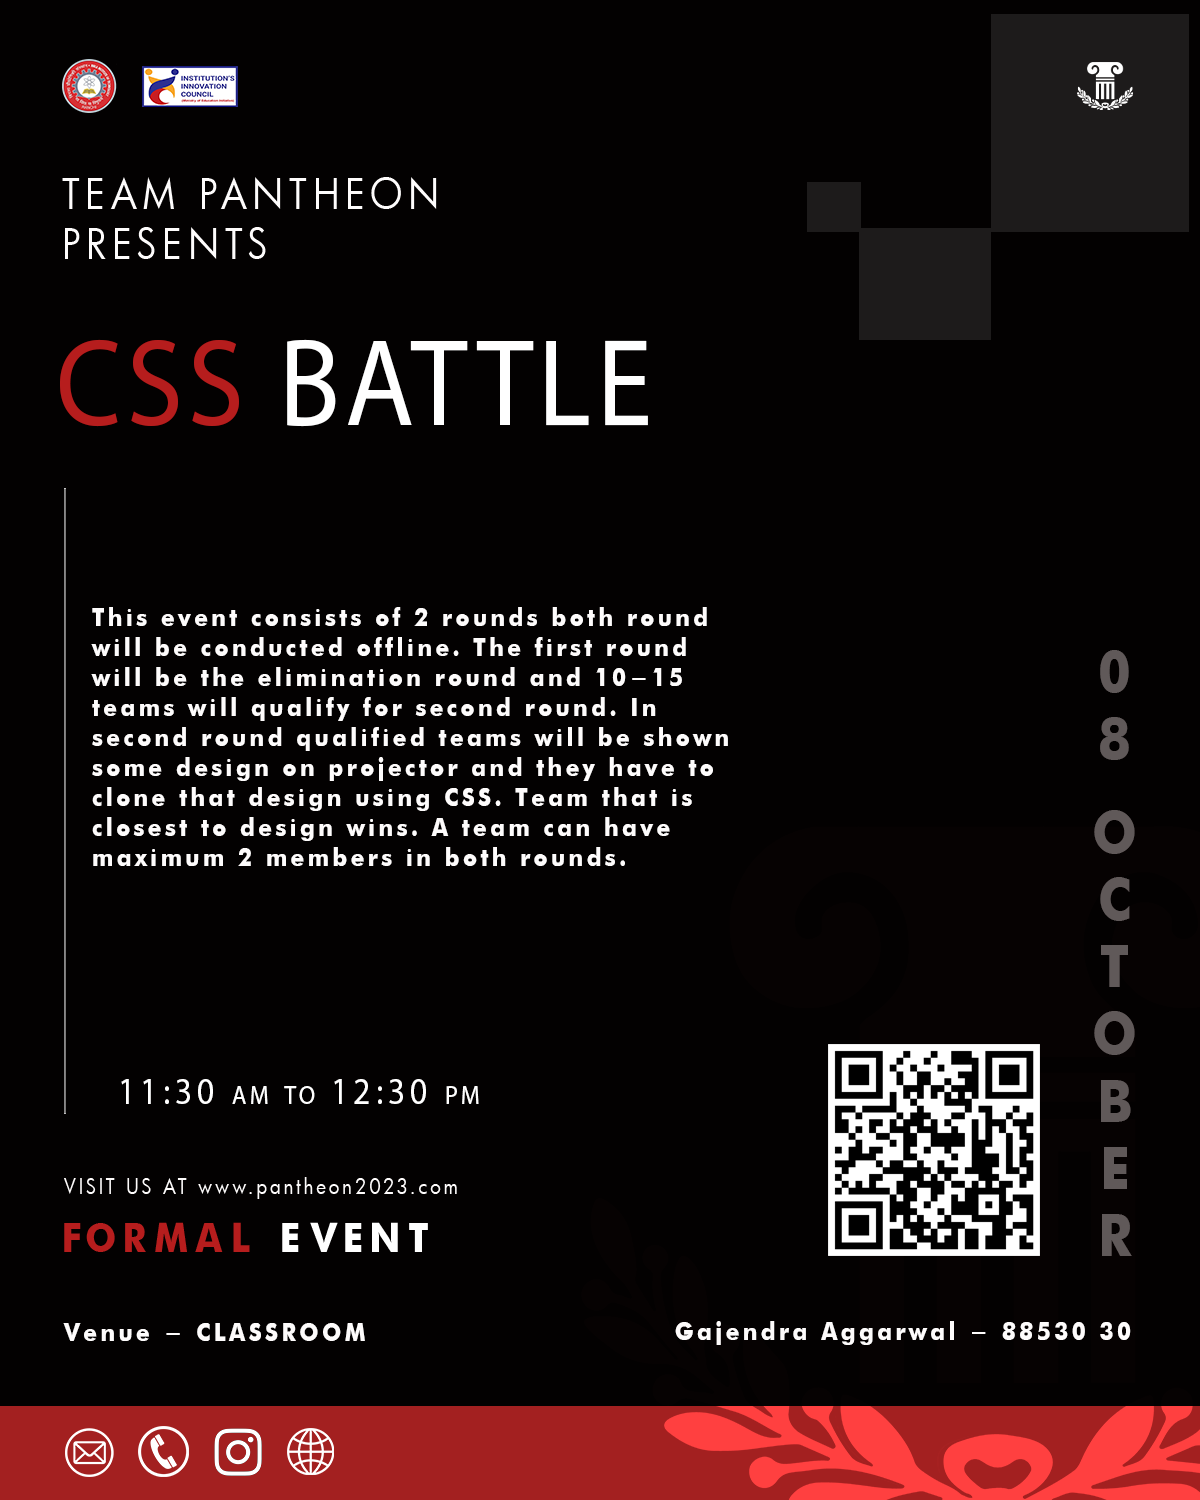 INSTITUTION'S
INNOVATION
COUNCIL
(Ministry of Education Initiative)
TEAM PANTHEON
PRESENTS
CSS BATTLE
This event consists of 2 rounds both round
will be conducted offline. The first round
will be the elimination round and 10–15
teams will qualify for second round. In
second round qualified teams will be shown
some design on projector and they have to
clone that design using CSS. Team that is
closest to design wins. A team can have
maximum 2 members in both rounds.
08 OCTOBER
11:30 AM TO 12:30 PM
VISIT US AT www.pantheon2023.com
FORMAL EVENT
Venue – CLASSROOM
Gajendra Aggarwal – 88530 30